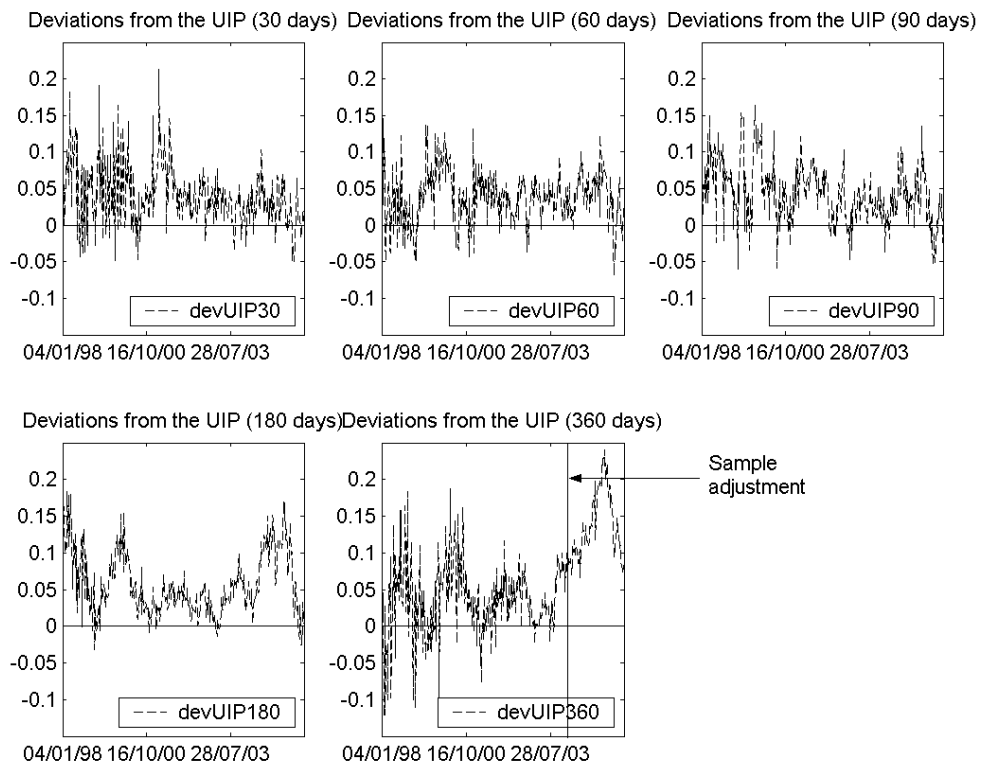 Deviations from the UIP (30 days)
Deviations from the UIP (60 days)
Deviations from the UIP (90 days)
0.2
0.15
0.1
0.05
0
-0.05
-0.1
devUIP30
04/01/98 16/10/00 28/07/03
0.2
0.15
0.1
0.05
0
-0.05
-0.1
devUIP60
04/01/98 16/10/00 28/07/03
0.2
0.15
0.1
0.05
0
-0.05
-0.1
devUIP90
04/01/98 16/10/00 28/07/03
Deviations from the UIP (180 days)
Deviations from the UIP (360 days)
0.2
0.15
0.1
0.05
0
-0.05
-0.1
devUIP180
04/01/98 16/10/00 28/07/03
0.2
0.15
0.1
0.05
0
-0.05
-0.1
devUIP360
04/01/98 16/10/00 28/07/03
Sample
adjustment